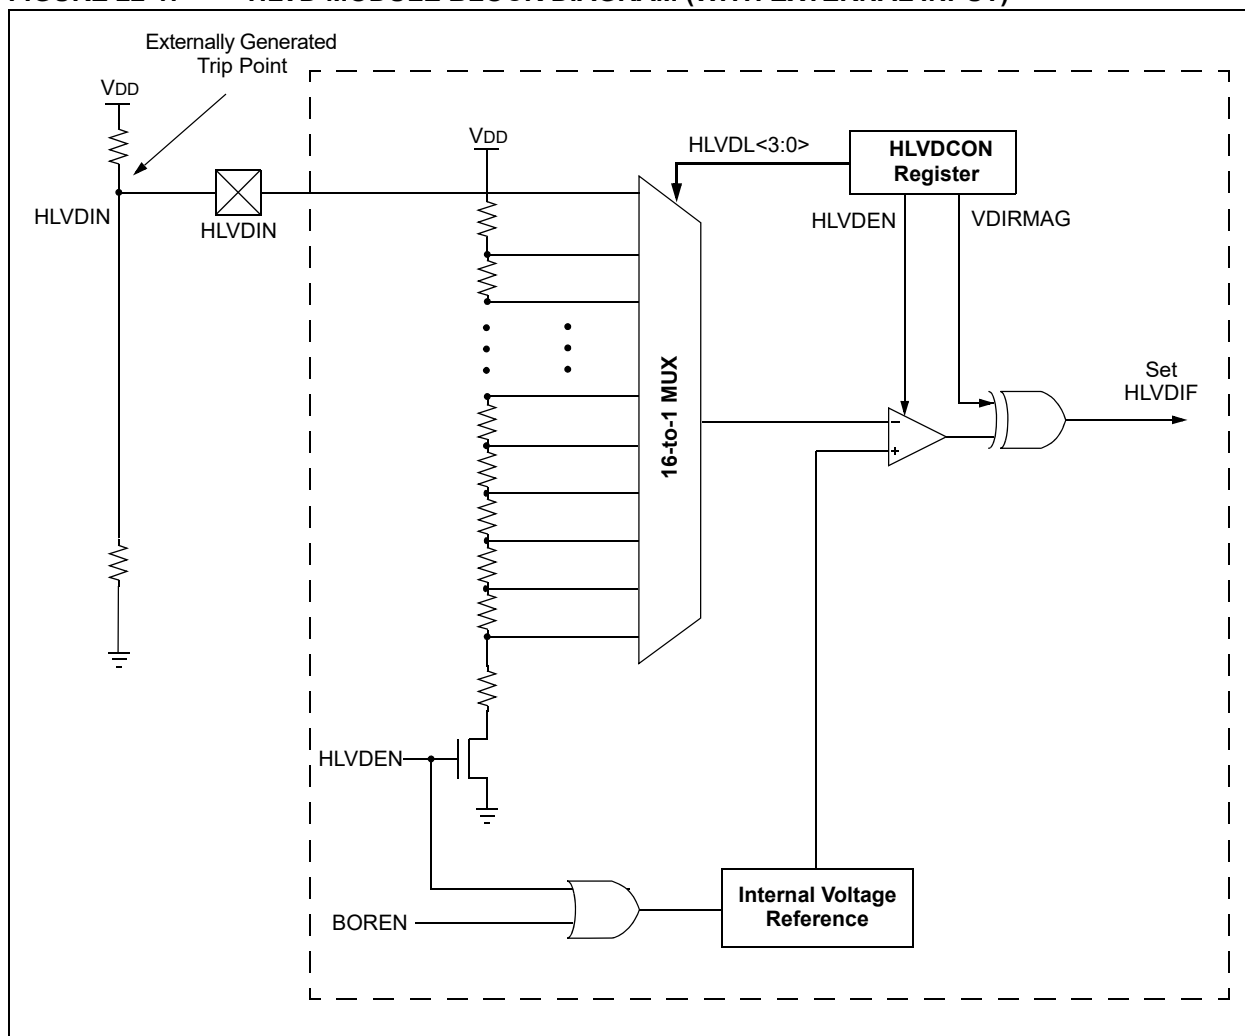 Externally Generated
Trip Point
VDD
VDD
HLVDL<3:0>
HLVDCON
Register
HLVDIN
HLVDIN
HLVDEN
VDIRMAG
16-to-1 MUX
Set
HLVDIF
–
+
HLVDEN
BOREN
Internal Voltage
Reference